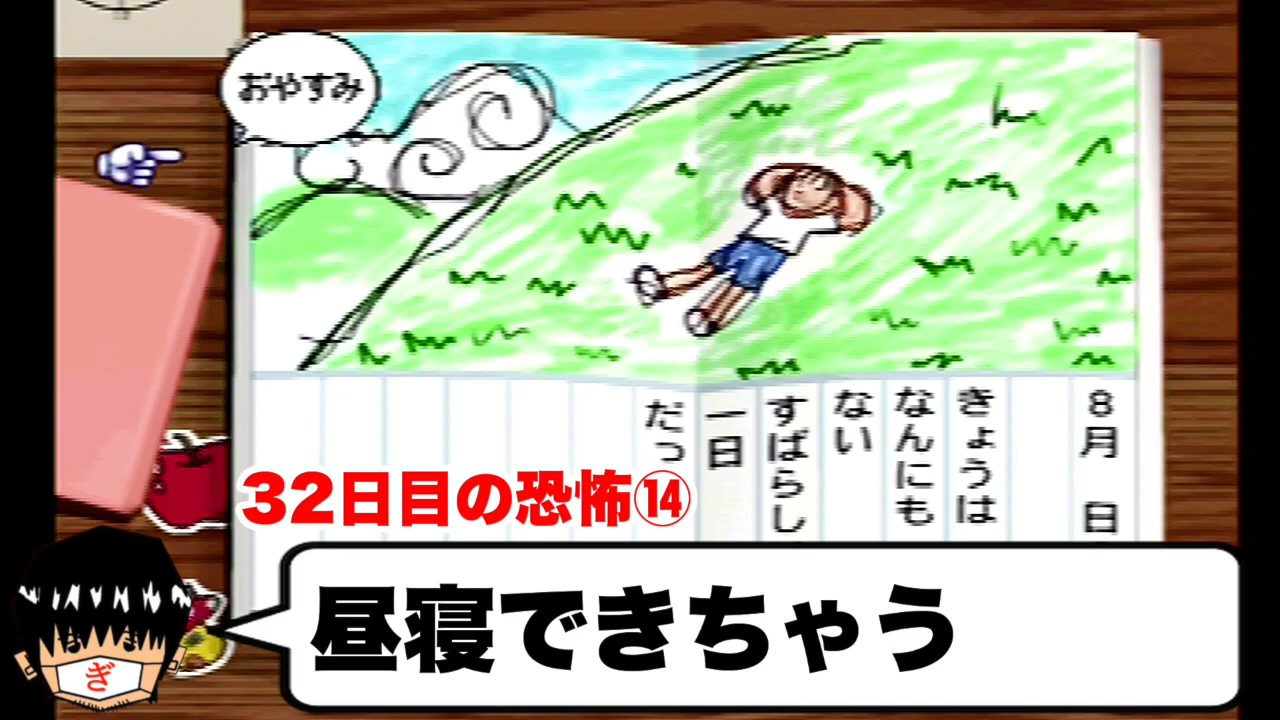 おやすみ
8月　日
きょうは
なんにも
ない
すばらし
一日
だっ
32日目の恐怖⑭
昼寝できちゃう
ぎ